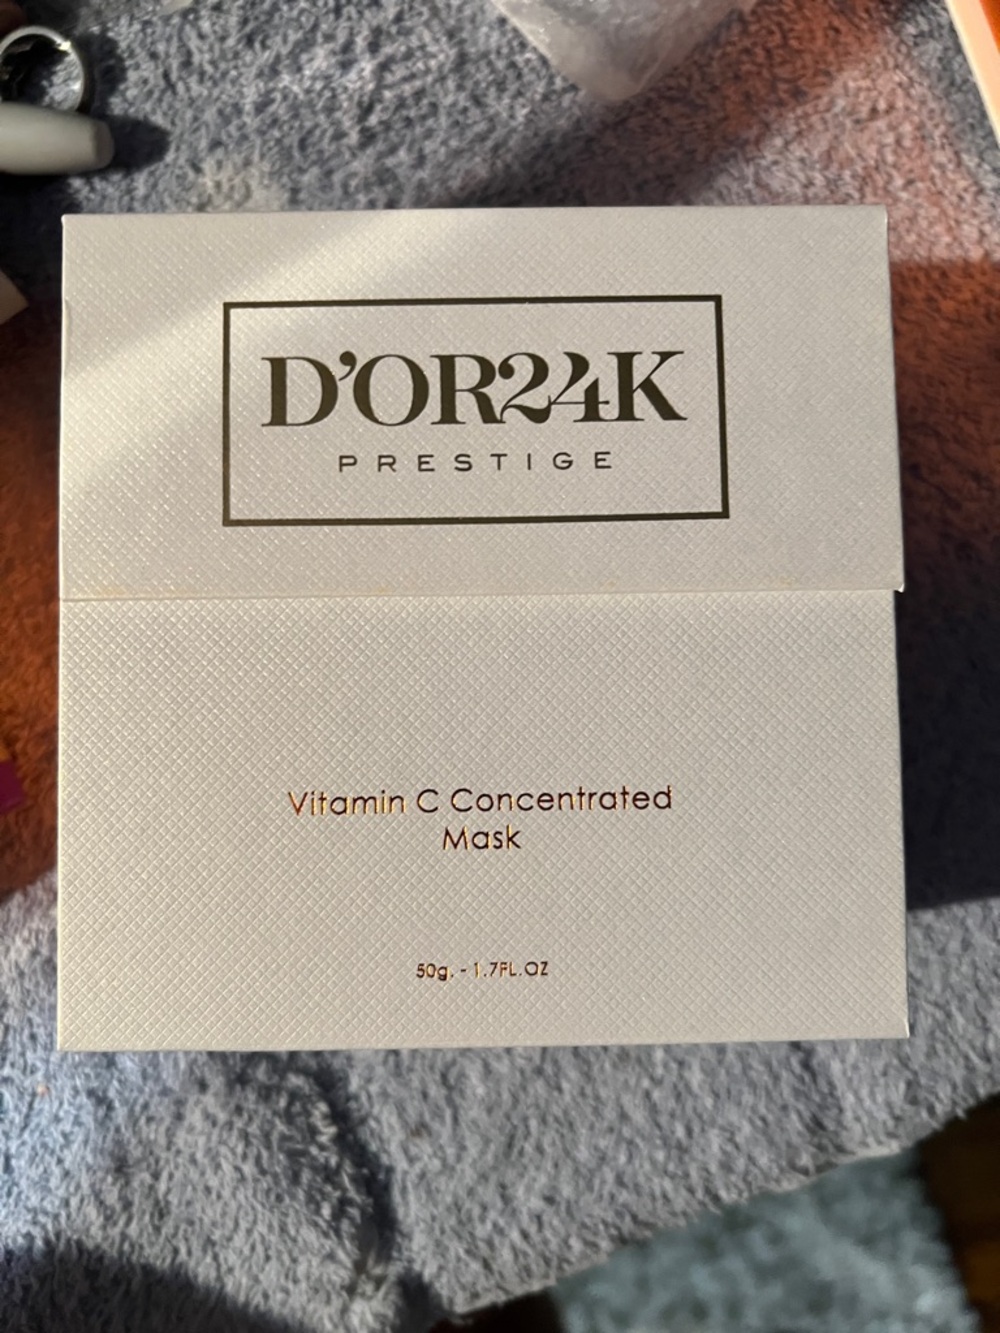 D'OR24K
PRESTIGE
Vitamin C Concentrated
Mask
50g. - 1.7FL.OZ